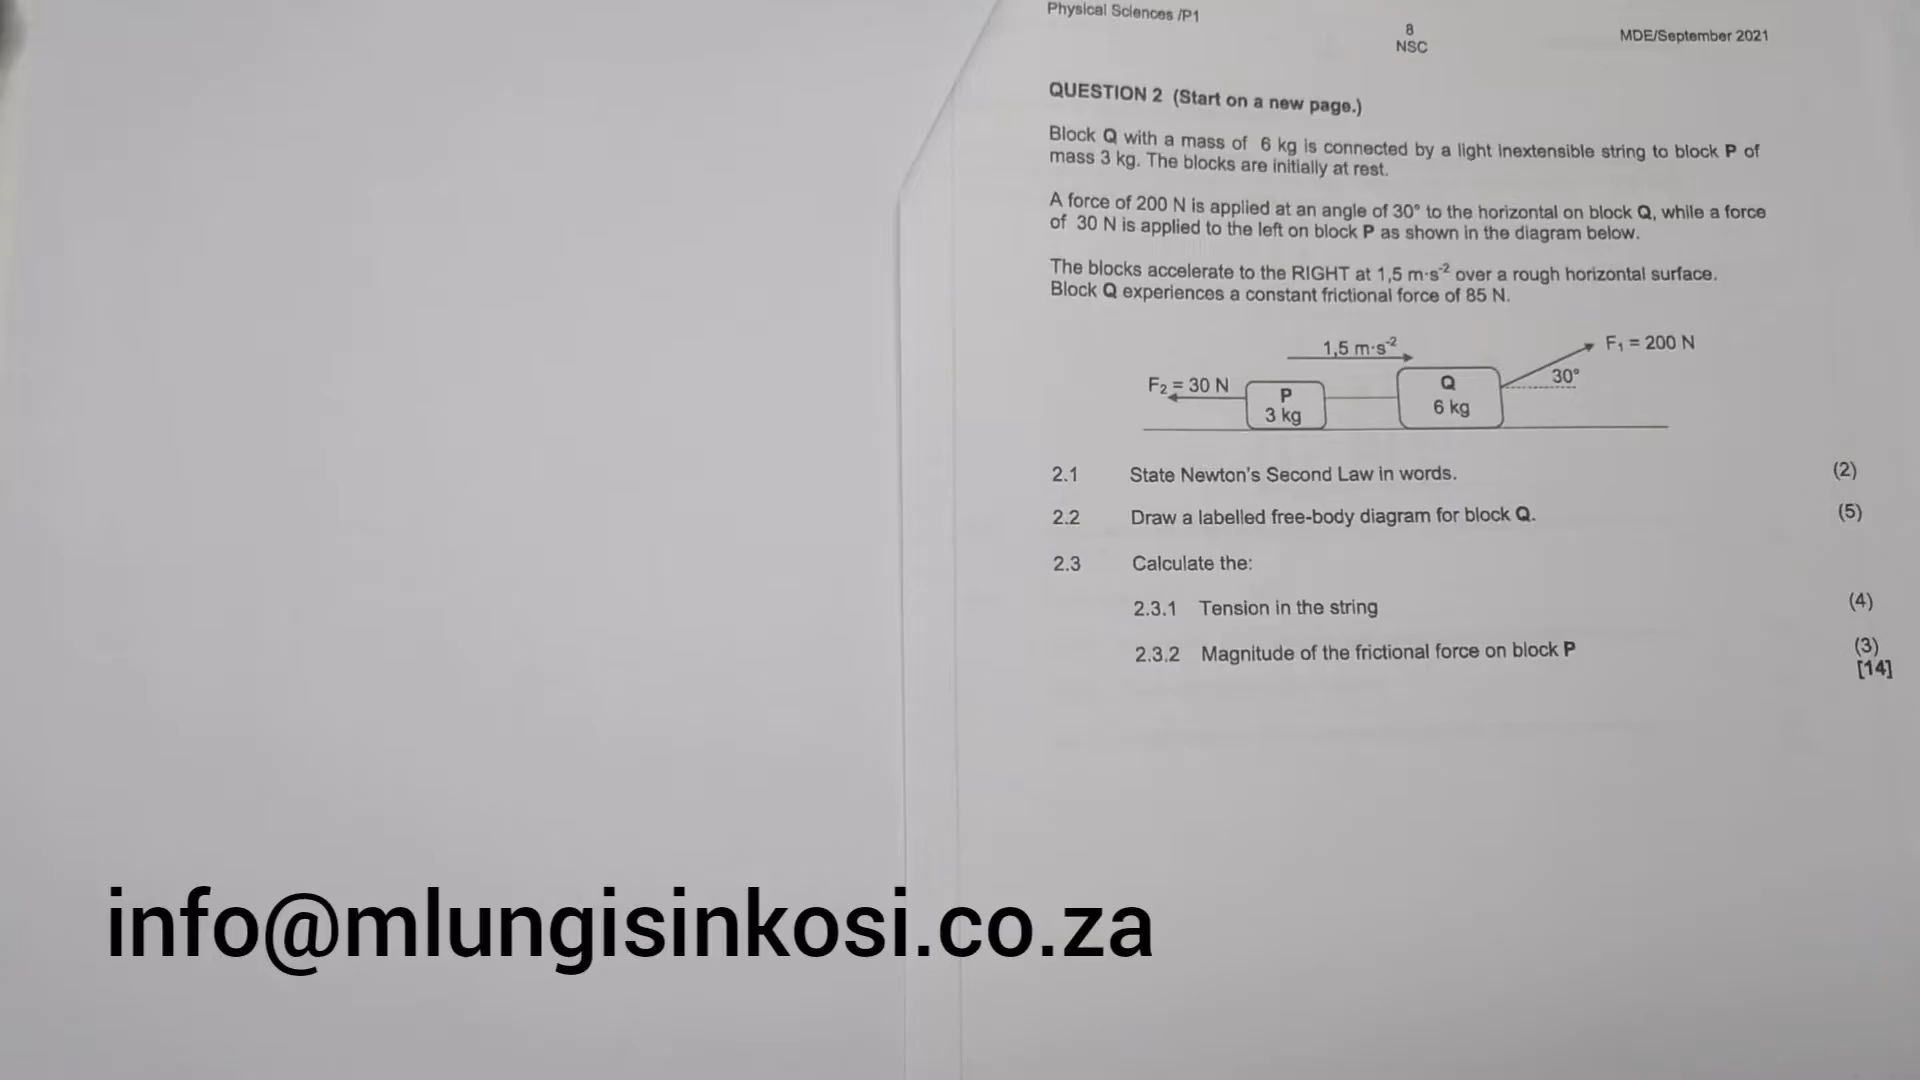 Physical Sciences /P1
8
NSC
MDE/September 2021
QUESTION 2 (Start on a new page.)
Block Q with a mass of 6 kg is connected by a light inextensible string to block P of
mass 3 kg. The blocks are initially at rest.
A force of 200 N is applied at an angle of 30° to the horizontal on block Q, while a force
of 30 N is applied to the left on block P as shown in the diagram below.
The blocks accelerate to the RIGHT at 1,5 m·s⁻² over a rough horizontal surface.
Block Q experiences a constant frictional force of 85 N.
1,5 m·s⁻²
F₁ = 200 N
30°
F₂ = 30 N
P
3 kg
Q
6 kg
2.1 State Newton's Second Law in words. (2)
2.2 Draw a labelled free-body diagram for block Q. (5)
2.3 Calculate the:
2.3.1 Tension in the string (4)
2.3.2 Magnitude of the frictional force on block P (3)
[14]
info@mlungisinkosi.co.za